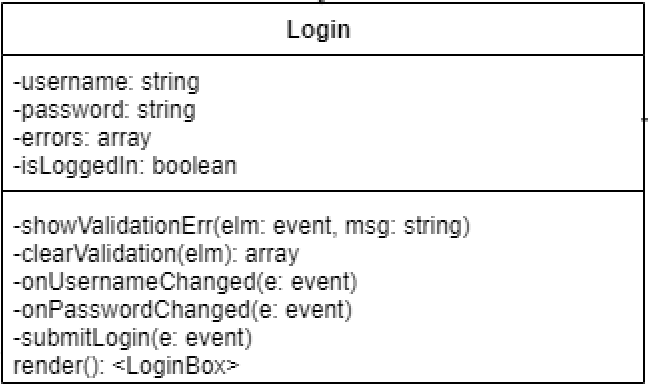 Login
-username: string
-password: string
-errors: array
-isLoggedIn: boolean
-showValidationErr(elm: event, msg: string)
-clearValidation(elm): array
-onUsernameChanged(e: event)
-onPasswordChanged(e: event)
-submitLogin(e: event)
render(): <LoginBox>